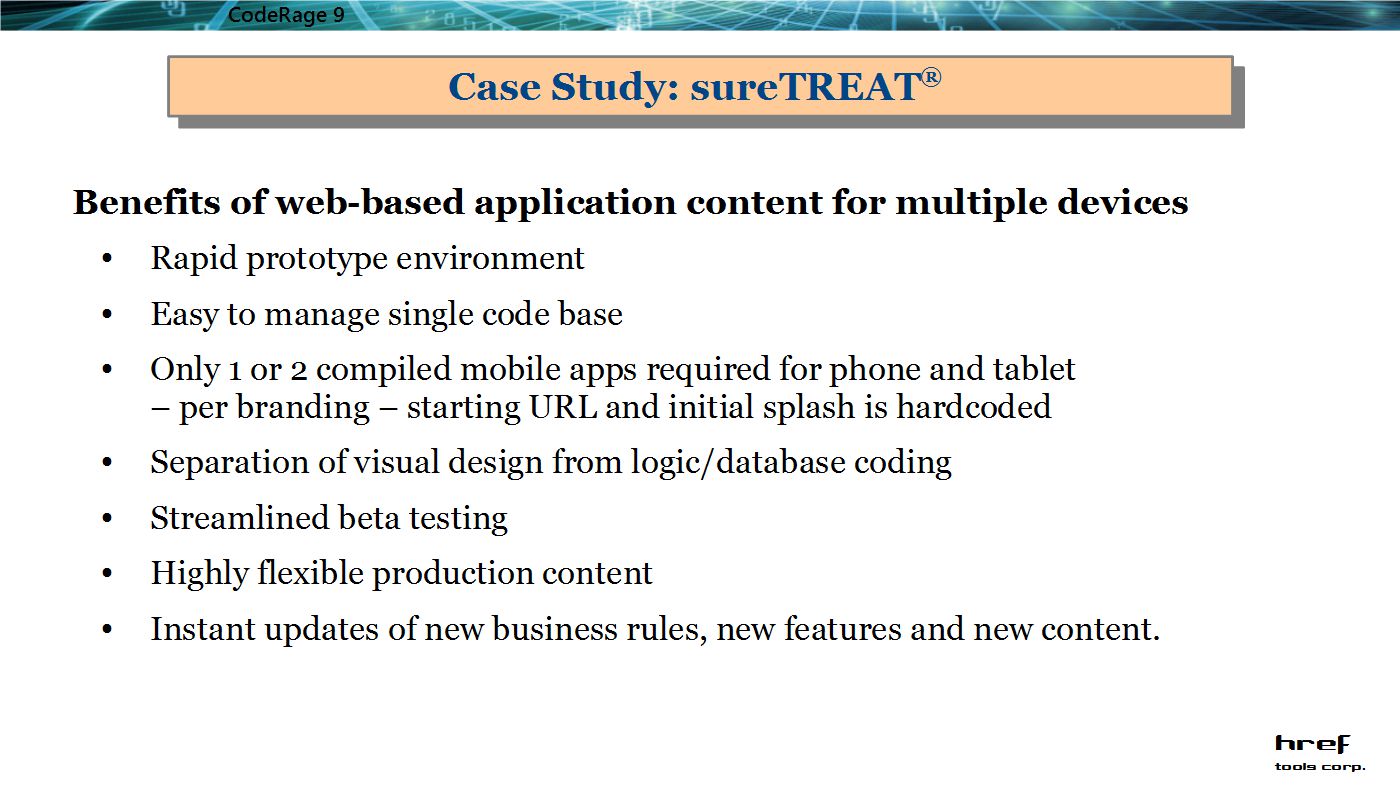 CodeRage 9
Case Study: sureTREAT®
Benefits of web-based application content for multiple devices
• Rapid prototype environment
• Easy to manage single code base
• Only 1 or 2 compiled mobile apps required for phone and tablet
– per branding – starting URL and initial splash is hardcoded
• Separation of visual design from logic/database coding
• Streamlined beta testing
• Highly flexible production content
• Instant updates of new business rules, new features and new content.
href
tools corp.